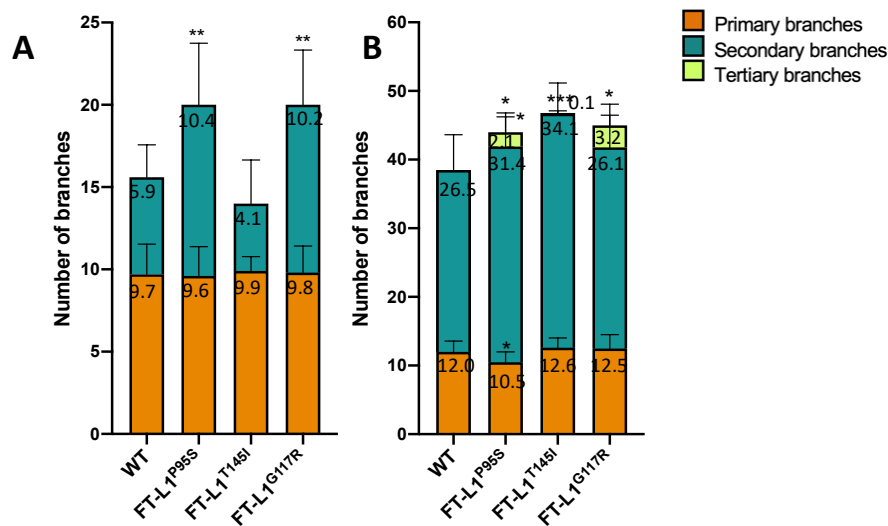 A
B
Primary branches
Secondary branches
Tertiary branches
Number of branches
25
20
15
10
5
0
**
**
5.9
10.4
4.1
10.2
9.7
9.6
9.9
9.8
WT
FT-L1P95S
FT-L1T145I
FT-L1G117R
Number of branches
60
50
40
30
20
10
0
*
*
***
0.1
*
2.1
3.2
26.5
31.4
34.1
26.1
*
12.0
10.5
12.6
12.5
WT
FT-L1P95S
FT-L1T145I
FT-L1G117R